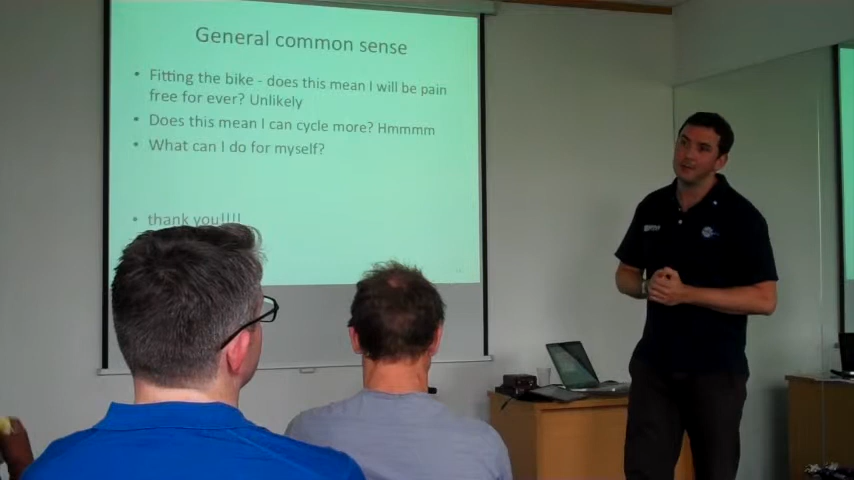 General common sense
• Fitting the bike - does this mean I will be pain
free for ever? Unlikely
• Does this mean I can cycle more? Hmmmm
• What can I do for myself?
• thank you!!!!